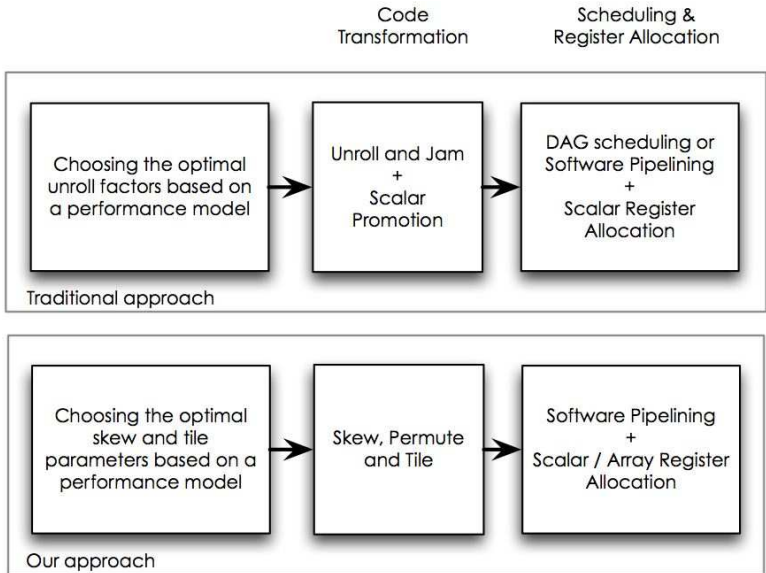 Code
Transformation
Scheduling &
Register Allocation
Choosing the optimal
unroll factors based on
a performance model
Unroll and Jam
+
Scalar
Promotion
DAG scheduling or
Software Pipelining
+
Scalar Register
Allocation
Traditional approach
Choosing the optimal
skew and tile
parameters based on a
performance model
Skew, Permute
and Tile
Software Pipelining
+
Scalar / Array Register
Allocation
Our approach